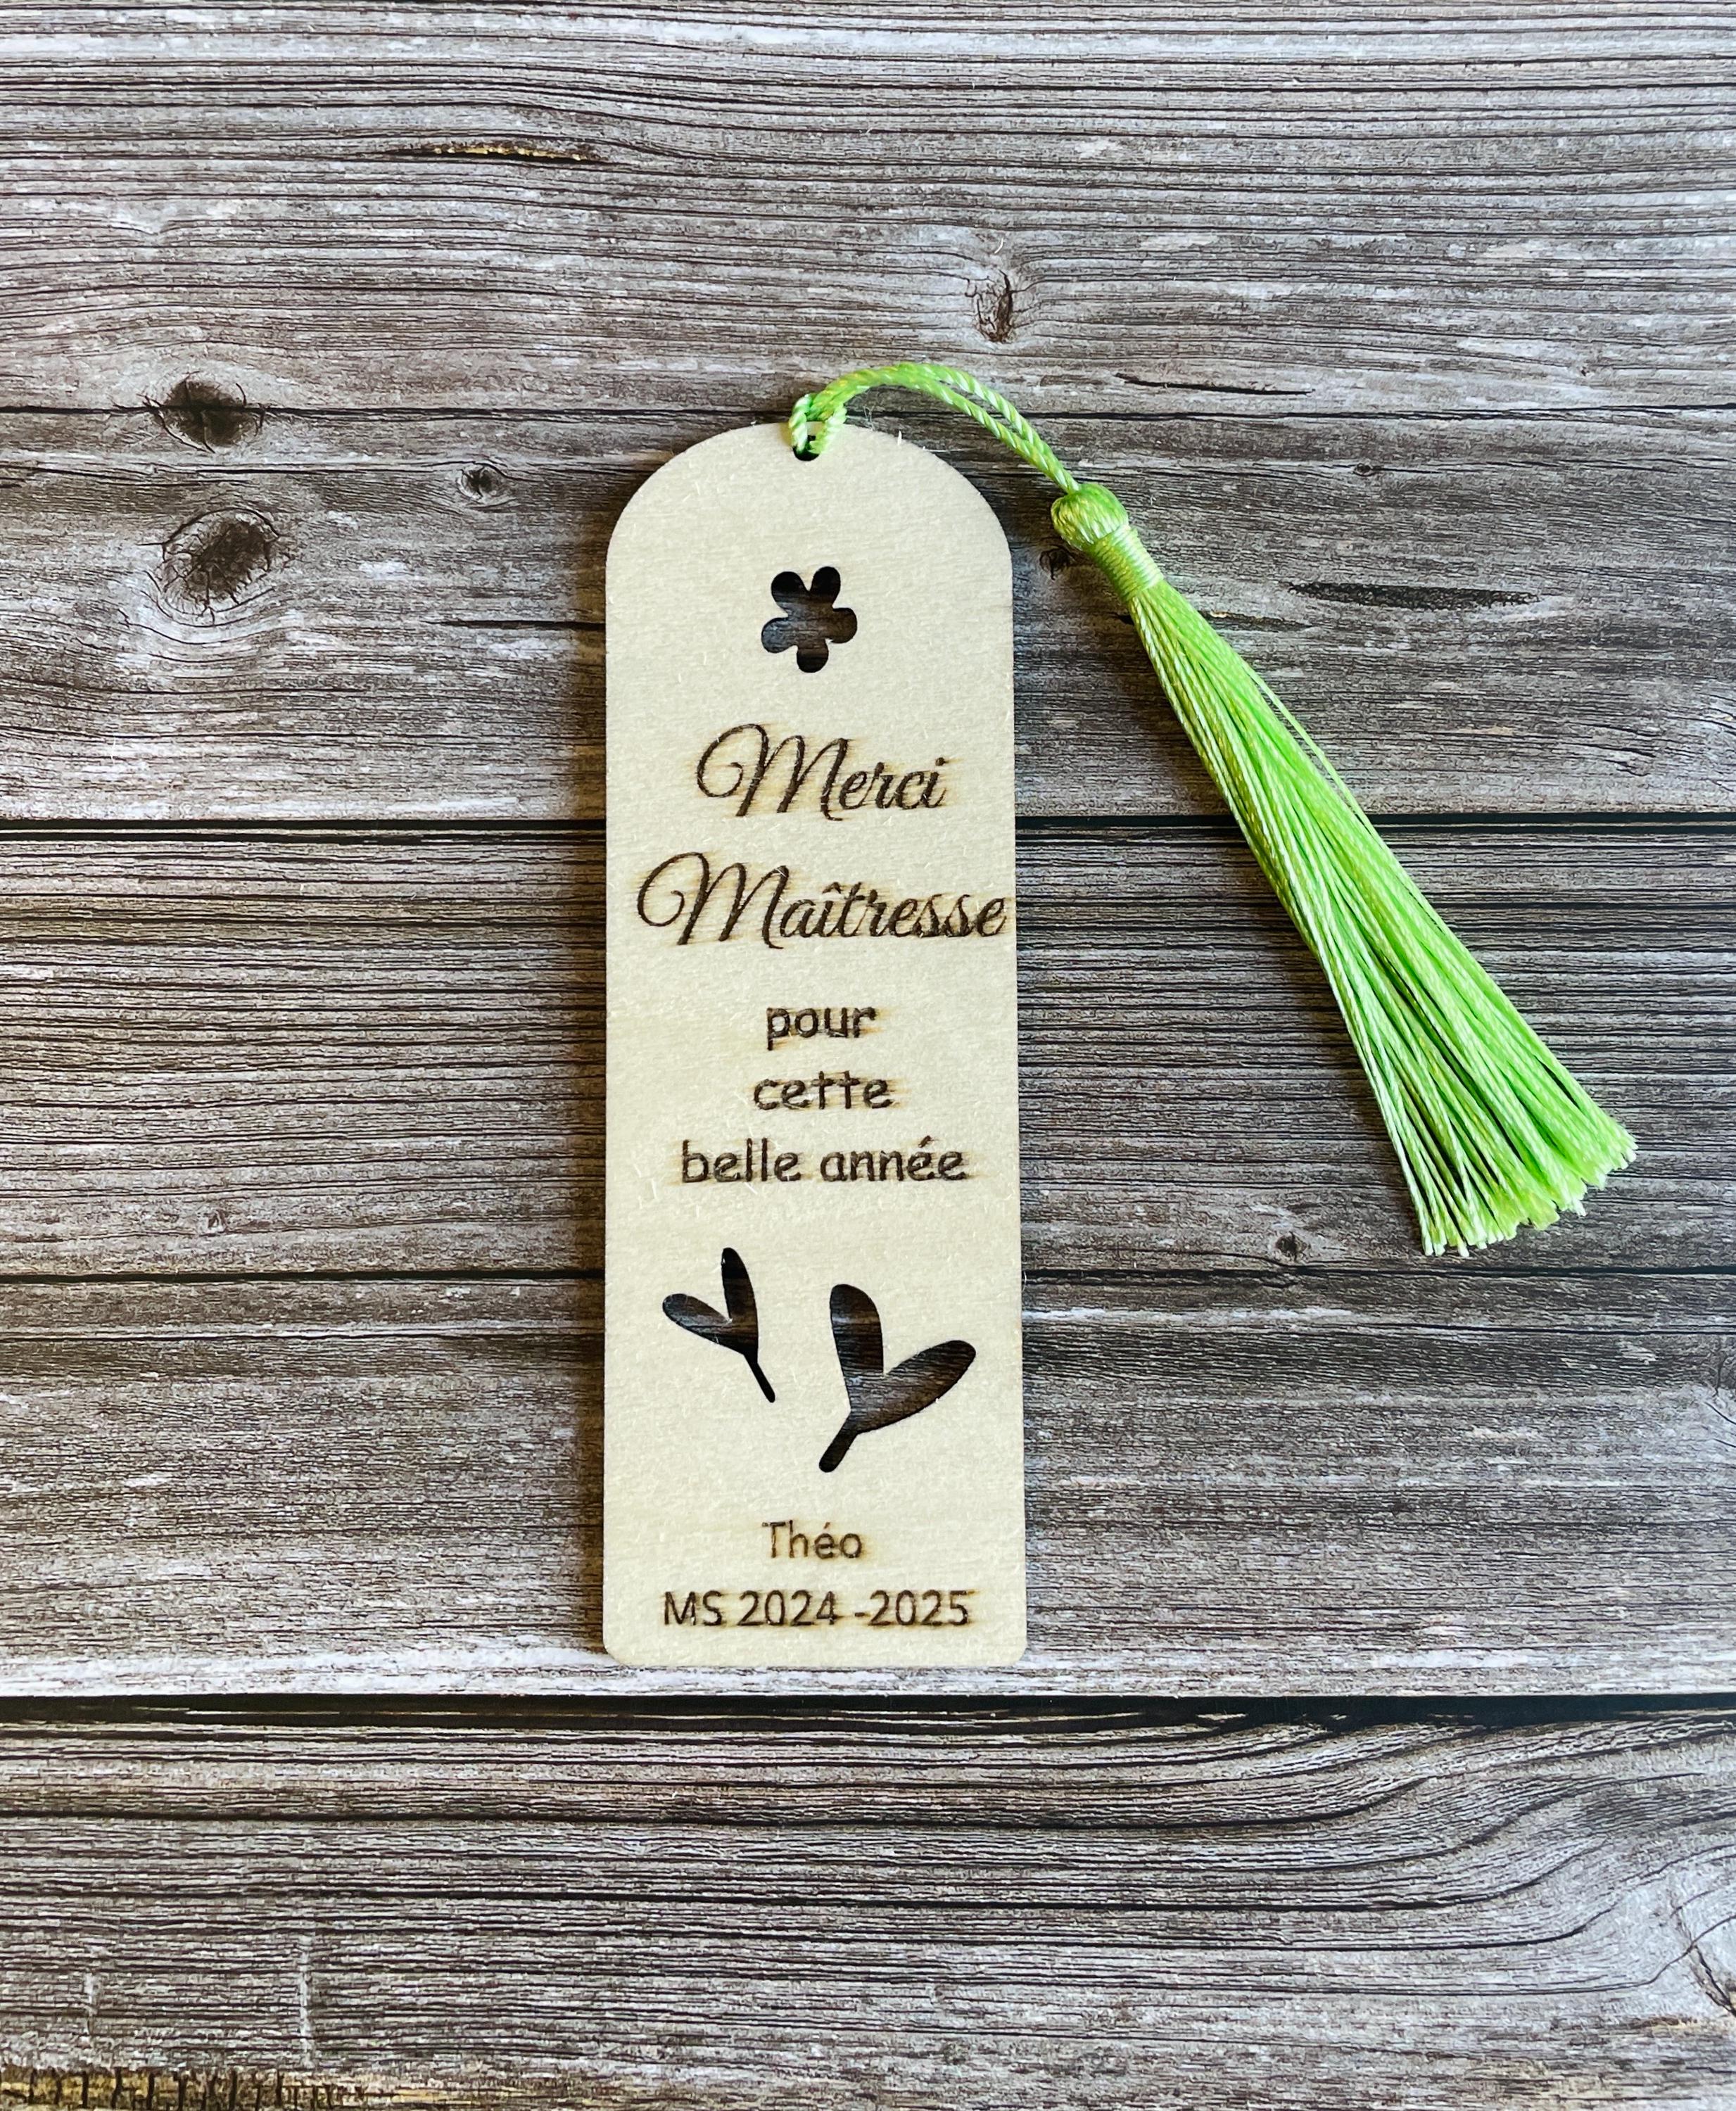 Merci
Maîtresse
pour
cette
belle année
Théo
MS 2024 -2025